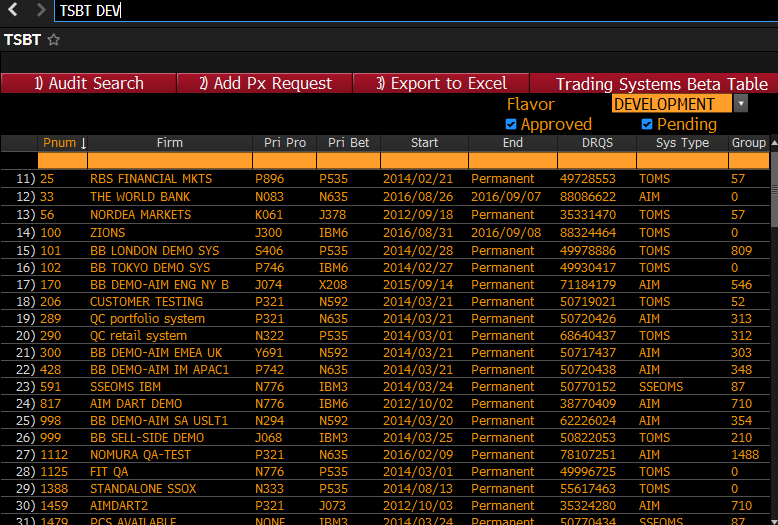 TSBT DEV
TSBT
1) Audit Search 2) Add Px Request 3) Export to Excel Trading Systems Beta Table
Flavor DEVELOPMENT
Approved Pending
Pnum Firm Pri Pro Pri Bet Start End DRQS Sys Type Group
11) 25 RBS FINANCIAL MKTS P896 P535 2014/02/21 Permanent 49728553 TOMS 57
12) 33 THE WORLD BANK N083 N635 2016/08/26 2016/09/07 88086622 AIM 0
13) 56 NORDEA MARKETS K061 J378 2012/09/18 Permanent 35331470 TOMS 57
14) 100 ZIONS J300 IBM6 2016/08/31 2016/09/08 88324464 TOMS 0
15) 101 BB LONDON DEMO SYS S406 P535 2014/02/28 Permanent 49978886 TOMS 809
16) 102 BB TOKYO DEMO SYS P746 IBM6 2014/02/27 Permanent 49930417 TOMS 0
17) 170 BB DEMO-AIM ENG NY B J074 X208 2015/09/14 Permanent 71184179 AIM 546
18) 206 CUSTOMER TESTING P321 N592 2014/03/21 Permanent 50719021 TOMS 52
19) 289 QC portfolio system P321 N635 2014/03/21 Permanent 50720426 AIM 313
20) 290 QC retail system N322 P535 2014/03/01 Permanent 68640437 TOMS 312
21) 300 BB DEMO-AIM EMEA UK Y691 N592 2014/03/21 Permanent 50717437 AIM 303
22) 428 BB DEMO-AIM IM APAC1 P742 N635 2014/03/21 Permanent 50720438 AIM 348
23) 591 SSEOMS IBM N776 IBM3 2014/03/24 Permanent 50770152 SSEOMS 87
24) 817 AIM DART DEMO N776 IBM6 2012/10/02 Permanent 38770409 AIM 710
25) 998 BB DEMO-AIM SA USLT1 N294 N592 2014/03/20 Permanent 62226024 AIM 354
26) 999 BB SELL-SIDE DEMO J068 IBM3 2014/03/25 Permanent 50822053 TOMS 210
27) 1112 NOMURA QA-TEST P321 N635 2016/02/09 Permanent 78107251 AIM 1488
28) 1125 FIT QA N776 P535 2014/03/01 Permanent 49996725 TOMS 0
29) 1388 STANDALONE SSOX N333 P535 2014/08/13 Permanent 55617463 TOMS 0
30) 1459 AIMDART2 P321 J073 2012/10/03 Permanent 35324280 AIM 710
31) 1479 PCS AVAILABLE NONE IBM3 2014/03/24 Permanent 50770434 SSEOMS 87